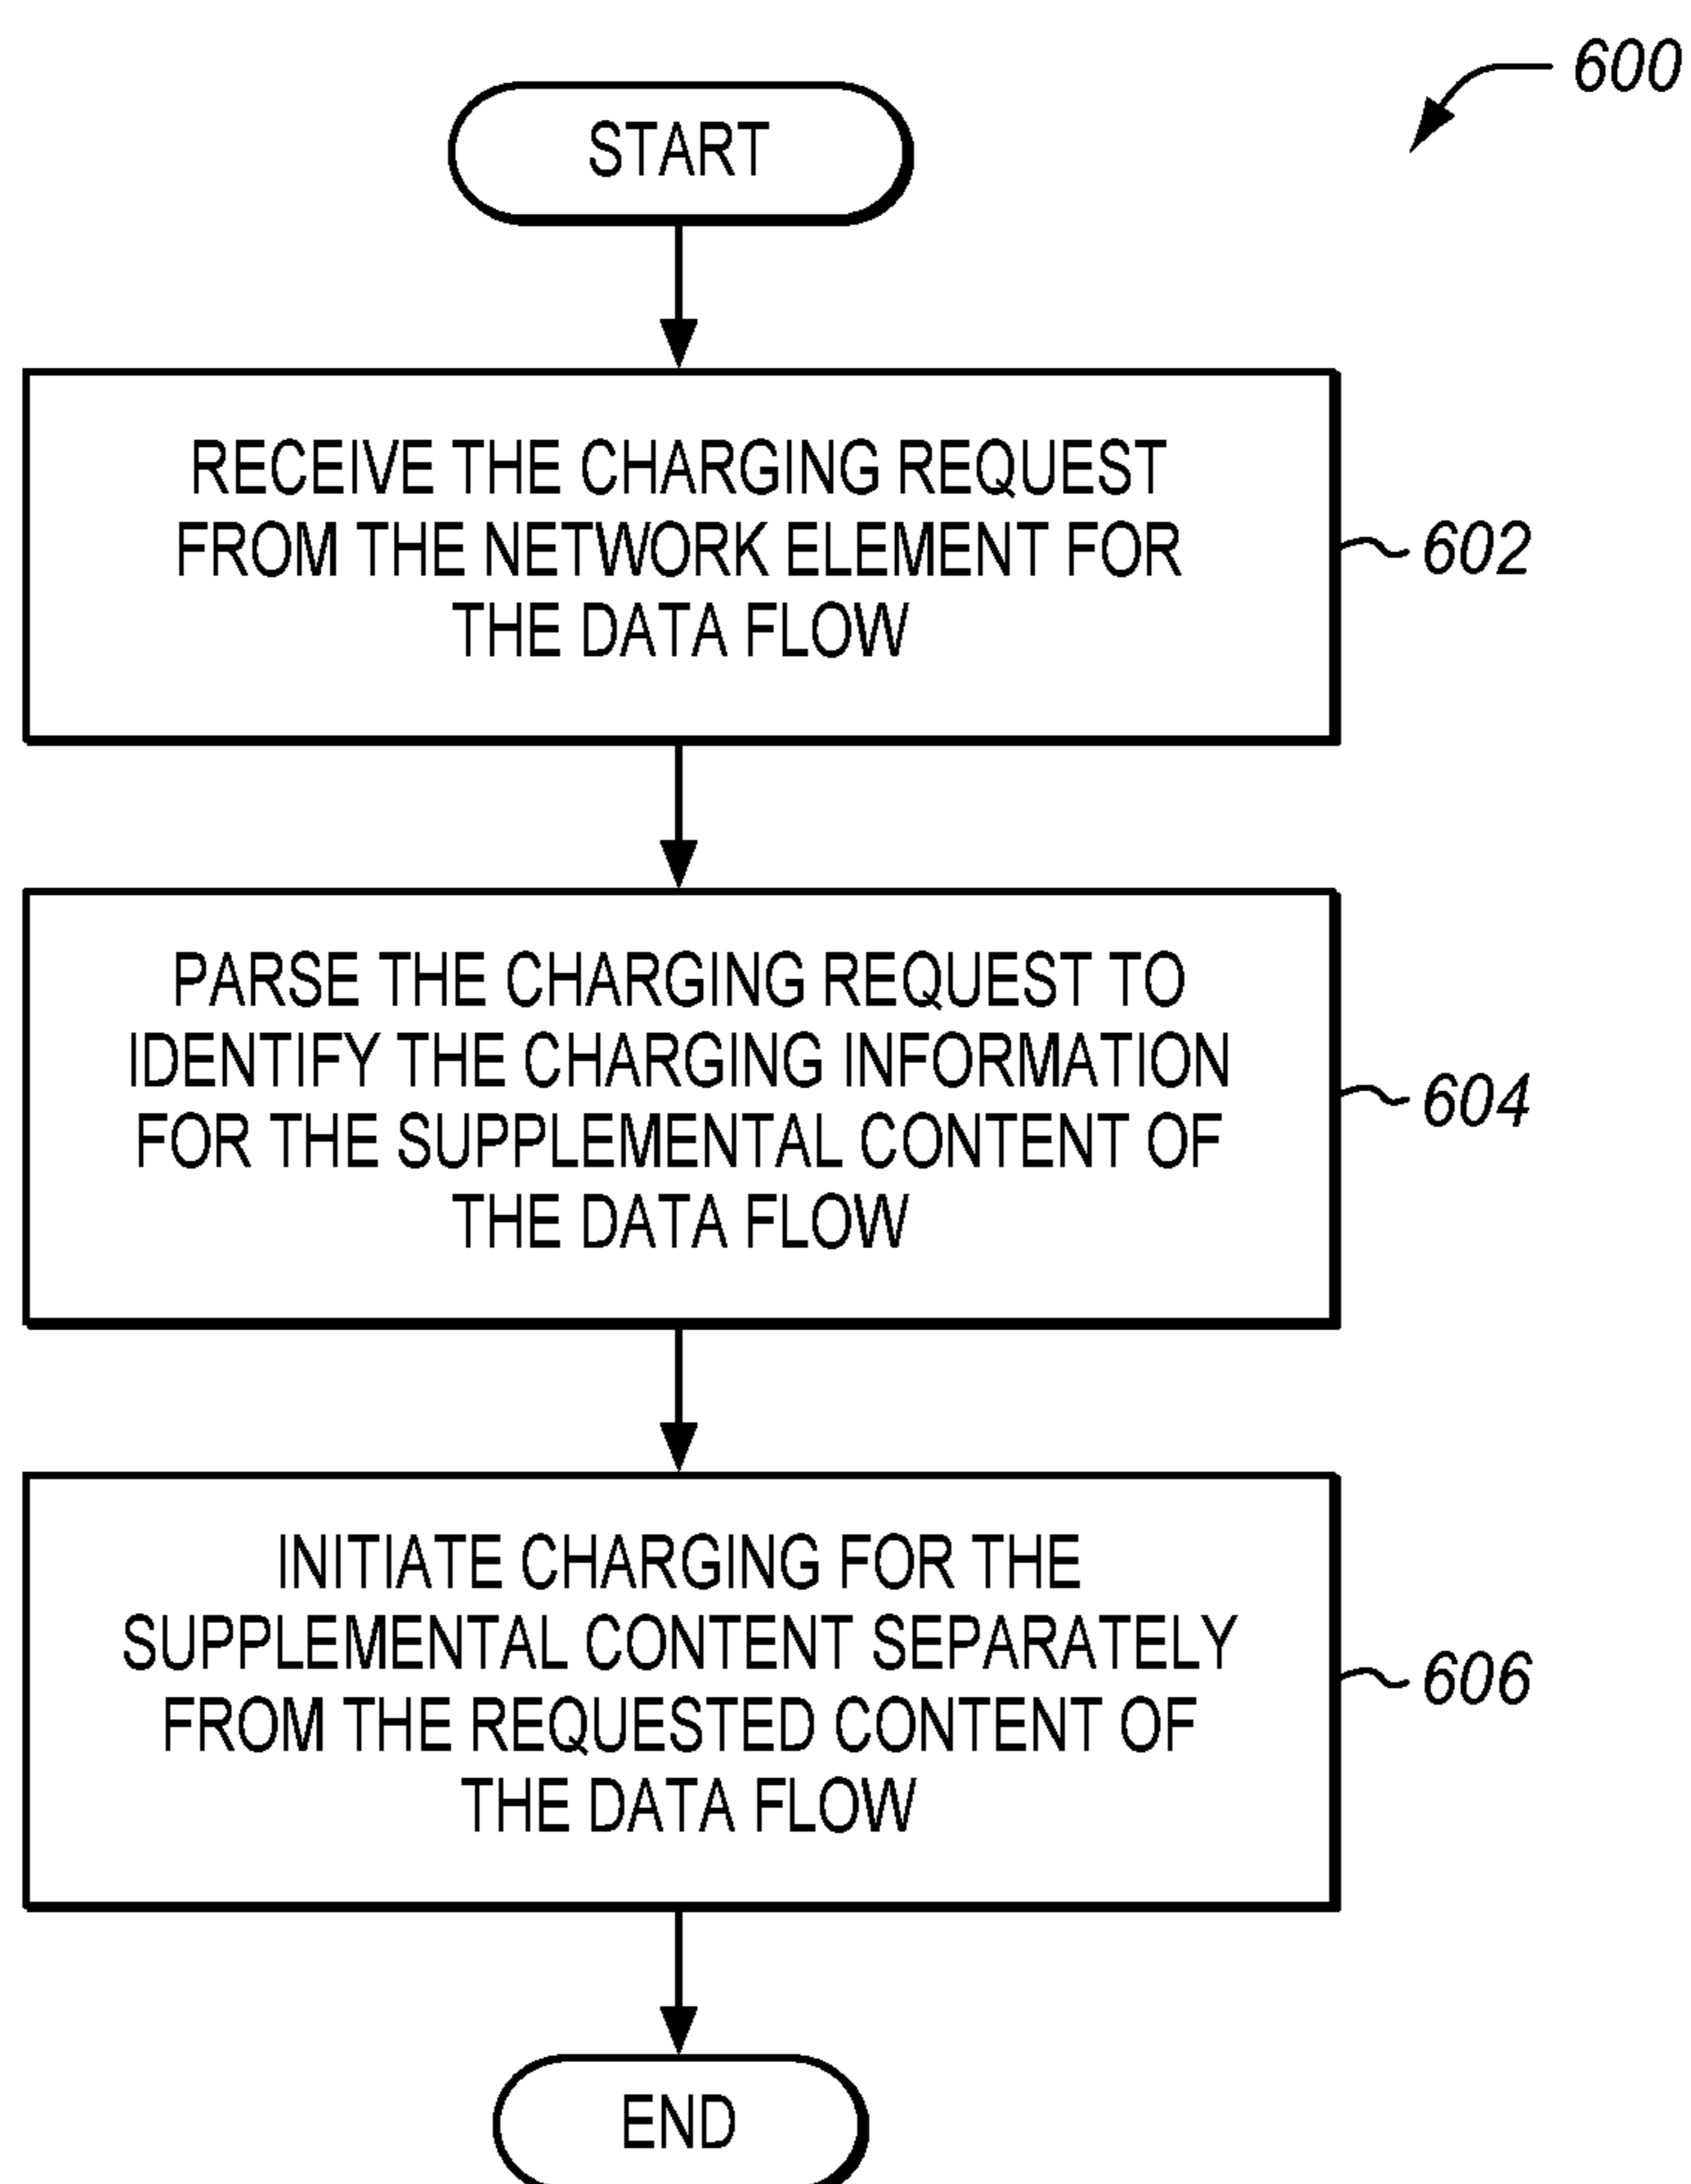 600
START
RECEIVE THE CHARGING REQUEST
FROM THE NETWORK ELEMENT FOR
THE DATA FLOW
602
PARSE THE CHARGING REQUEST TO
IDENTIFY THE CHARGING INFORMATION
FOR THE SUPPLEMENTAL CONTENT OF
THE DATA FLOW
604
INITIATE CHARGING FOR THE
SUPPLEMENTAL CONTENT SEPARATELY
FROM THE REQUESTED CONTENT OF
THE DATA FLOW
606
END